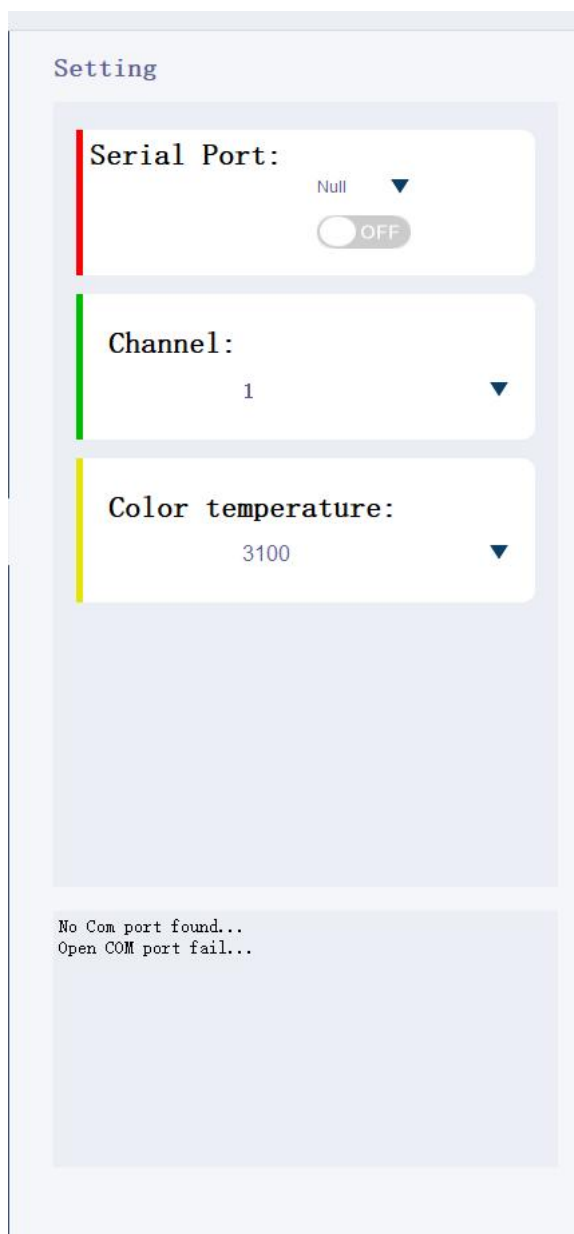 Setting
Serial Port:
Null
OFF
Channel:
1
Color temperature:
3100
No Com port found...
Open COM port fail...